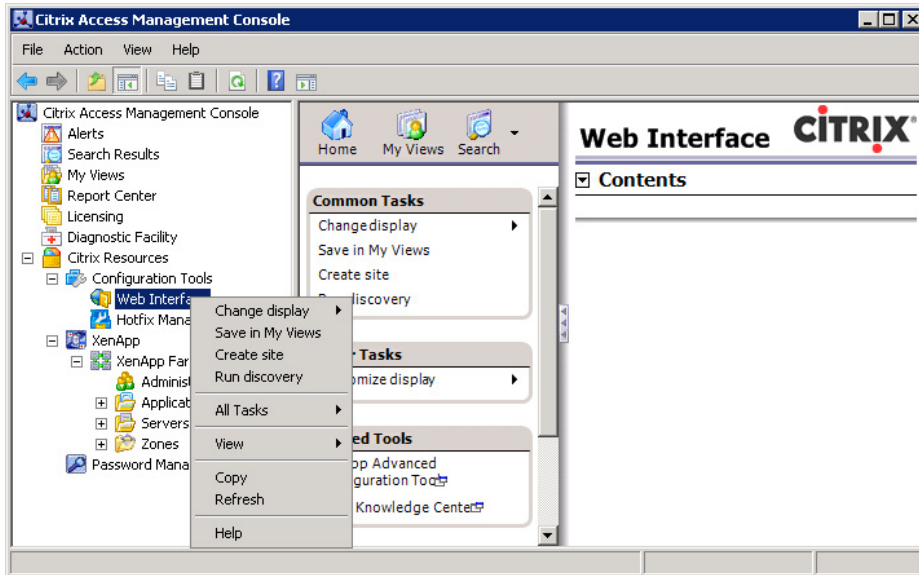 Citrix Access Management Console
File Action View Help
Citrix Access Management Console
Alerts
Search Results
My Views
Report Center
Licensing
Diagnostic Facility
Citrix Resources
Configuration Tools
Web Interfa
Hotfix Mana
XenApp
XenApp Far
Administ
Applicat
Servers
Zones
Password Mana
Change display
Save in My Views
Create site
Run discovery
All Tasks
View
Copy
Refresh
Help
Home My Views Search
Common Tasks
Change display
Save in My Views
Create site
discovery
Tasks
omize display
ed Tools
pp Advanced
guration Too
Knowledge Center
Web Interface CITRIX
Contents